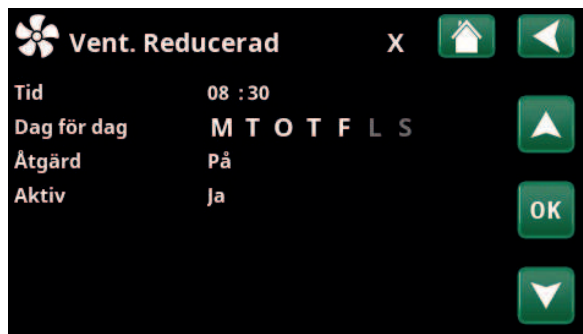 Vent. Reducerad X
Tid 08 :30
Dag för dag M T O T F L S
Åtgärd På
Aktiv Ja
OK